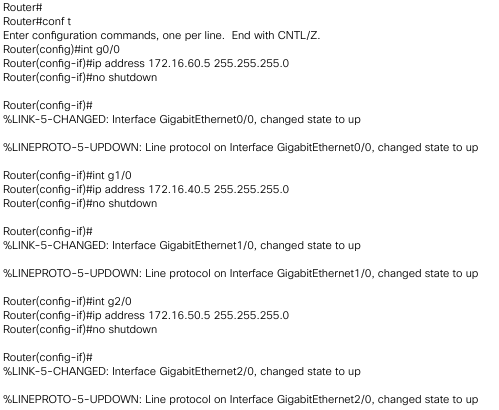 Router#
Router#conf t
Enter configuration commands, one per line.  End with CNTL/Z.
Router(config)#int g0/0
Router(config-if)#ip address 172.16.60.5 255.255.255.0
Router(config-if)#no shutdown
Router(config-if)#
%LINK-5-CHANGED: Interface GigabitEthernet0/0, changed state to up
%LINEPROTO-5-UPDOWN: Line protocol on Interface GigabitEthernet0/0, changed state to up
Router(config-if)#int g1/0
Router(config-if)#ip address 172.16.40.5 255.255.255.0
Router(config-if)#no shutdown
Router(config-if)#
%LINK-5-CHANGED: Interface GigabitEthernet1/0, changed state to up
%LINEPROTO-5-UPDOWN: Line protocol on Interface GigabitEthernet1/0, changed state to up
Router(config-if)#int g2/0
Router(config-if)#ip address 172.16.50.5 255.255.255.0
Router(config-if)#no shutdown
Router(config-if)#
%LINK-5-CHANGED: Interface GigabitEthernet2/0, changed state to up
%LINEPROTO-5-UPDOWN: Line protocol on Interface GigabitEthernet2/0, changed state to up